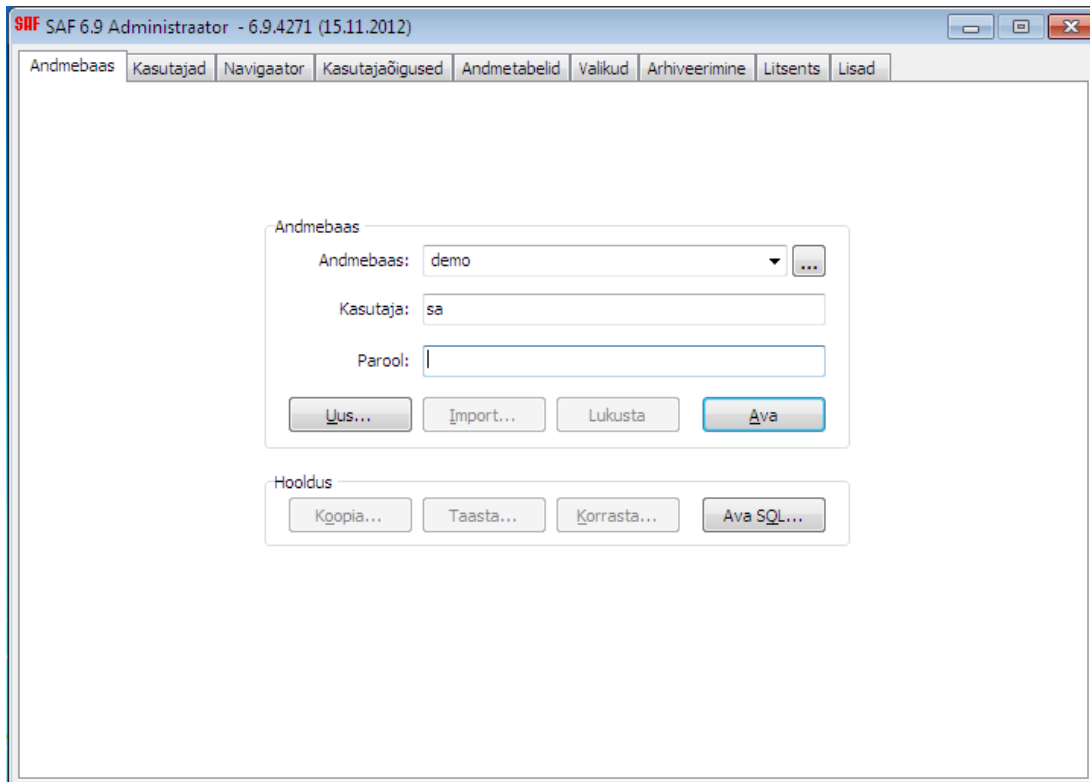 SAF SAF 6.9 Administraator - 6.9.4271 (15.11.2012)
Andmebaas Kasutajad Navigaator Kasutajaõigused Andmetabelid Valikud Arhiveerimine Litsents Lisad
Andmebaas
Andmebaas: demo ...
Kasutaja: sa
Parool:
Uus... Import... Lukusta Ava
Hooldus
Koopia... Taasta... Korrasta... Ava SQL...